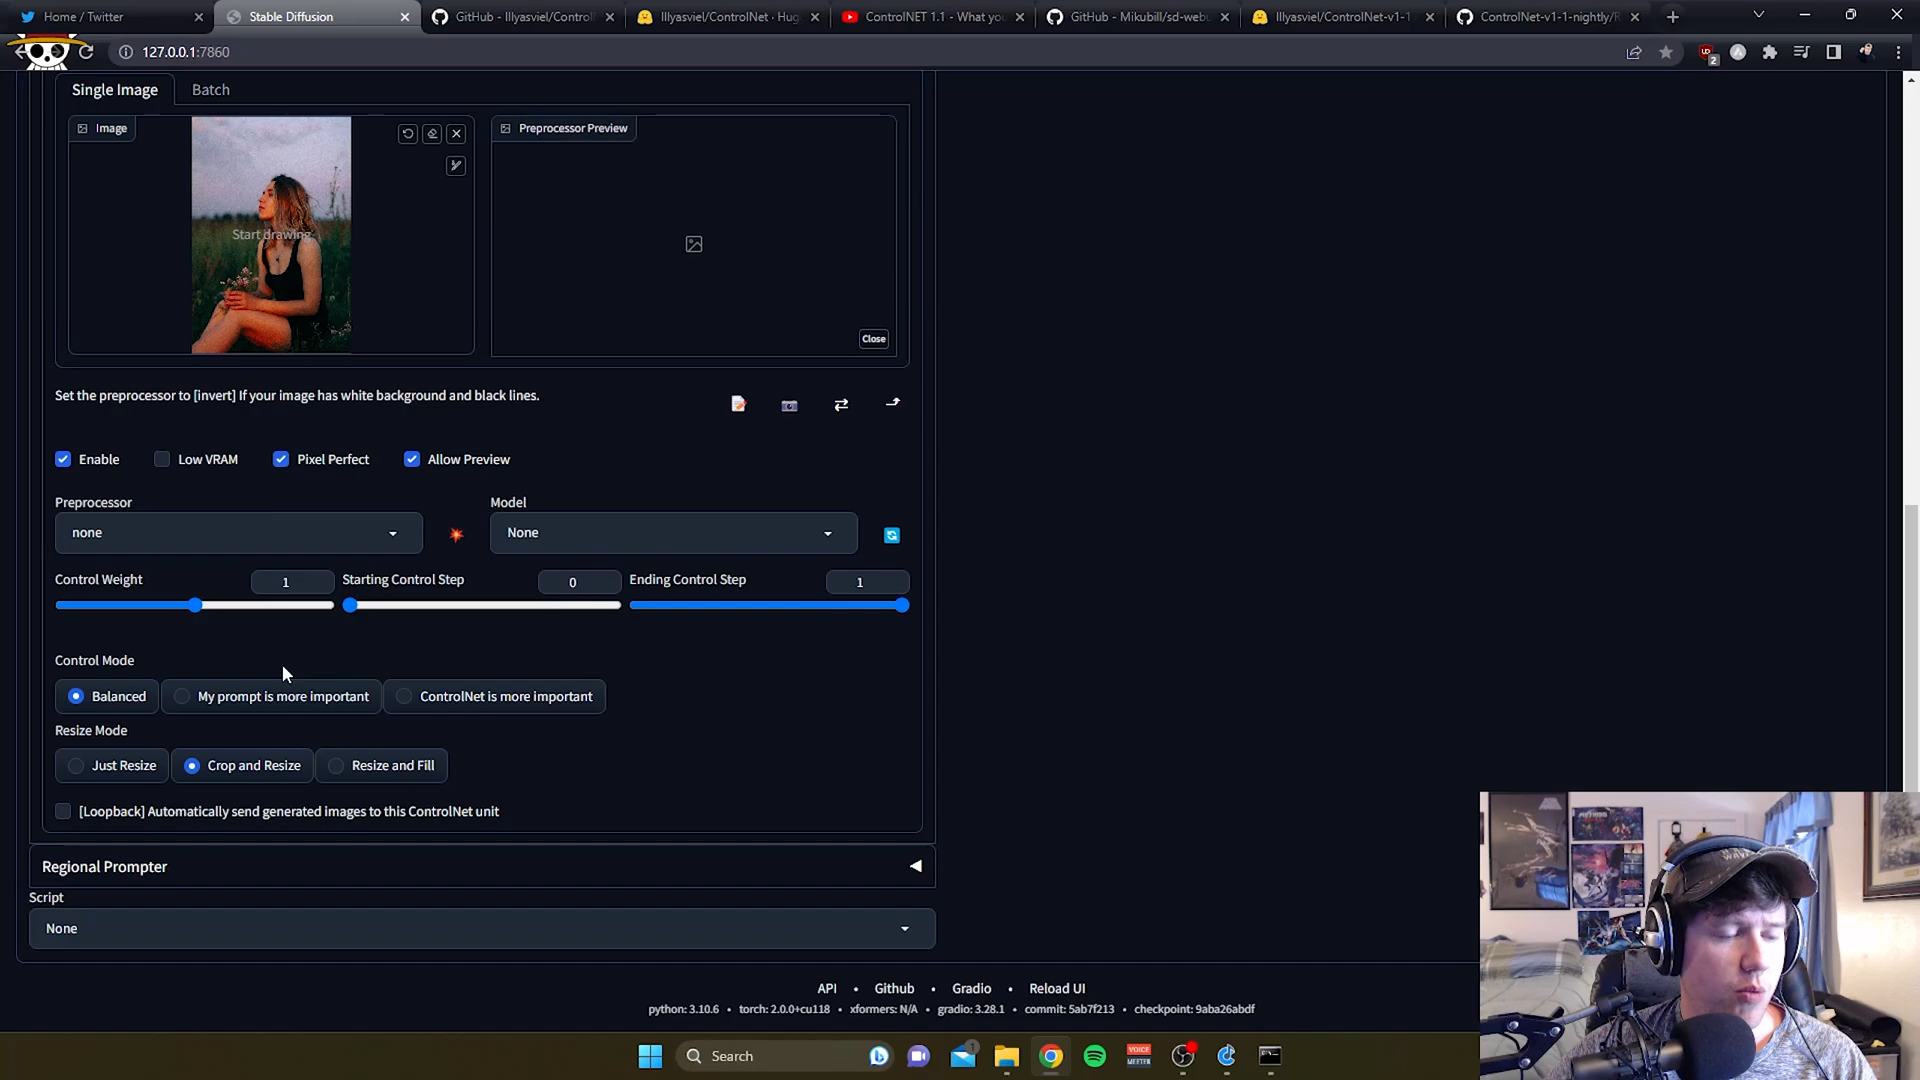 Home / Twitter
Stable Diffusion
GitHub - lllyasviel/Control
lllyasviel/ControlNet · Hug
ControlNET 1.1 - What you
GitHub - Mikubill/sd-webu
lllyasviel/ControlNet-v1-1
ControlNet-v1-1-nightly/R
127.0.0.1:7860
2
Single Image
Batch
Image
Start drawing
Preprocessor Preview
Close
Set the preprocessor to [invert] If your image has white background and black lines.
Enable
Low VRAM
Pixel Perfect
Allow Preview
Preprocessor
none
Model
None
Control Weight
1
Starting Control Step
0
Ending Control Step
1
Control Mode
Balanced
My prompt is more important
ControlNet is more important
Resize Mode
Just Resize
Crop and Resize
Resize and Fill
[Loopback] Automatically send generated images to this ControlNet unit
Regional Prompter
Script
None
API • Github • Gradio • Reload UI
python: 3.10.6 • torch: 2.0.0+cu118 • xformers: N/A • gradio: 3.28.1 • commit: 5ab7f213 • checkpoint: 9aba26abdf
Search
1
VOICE
MEETER